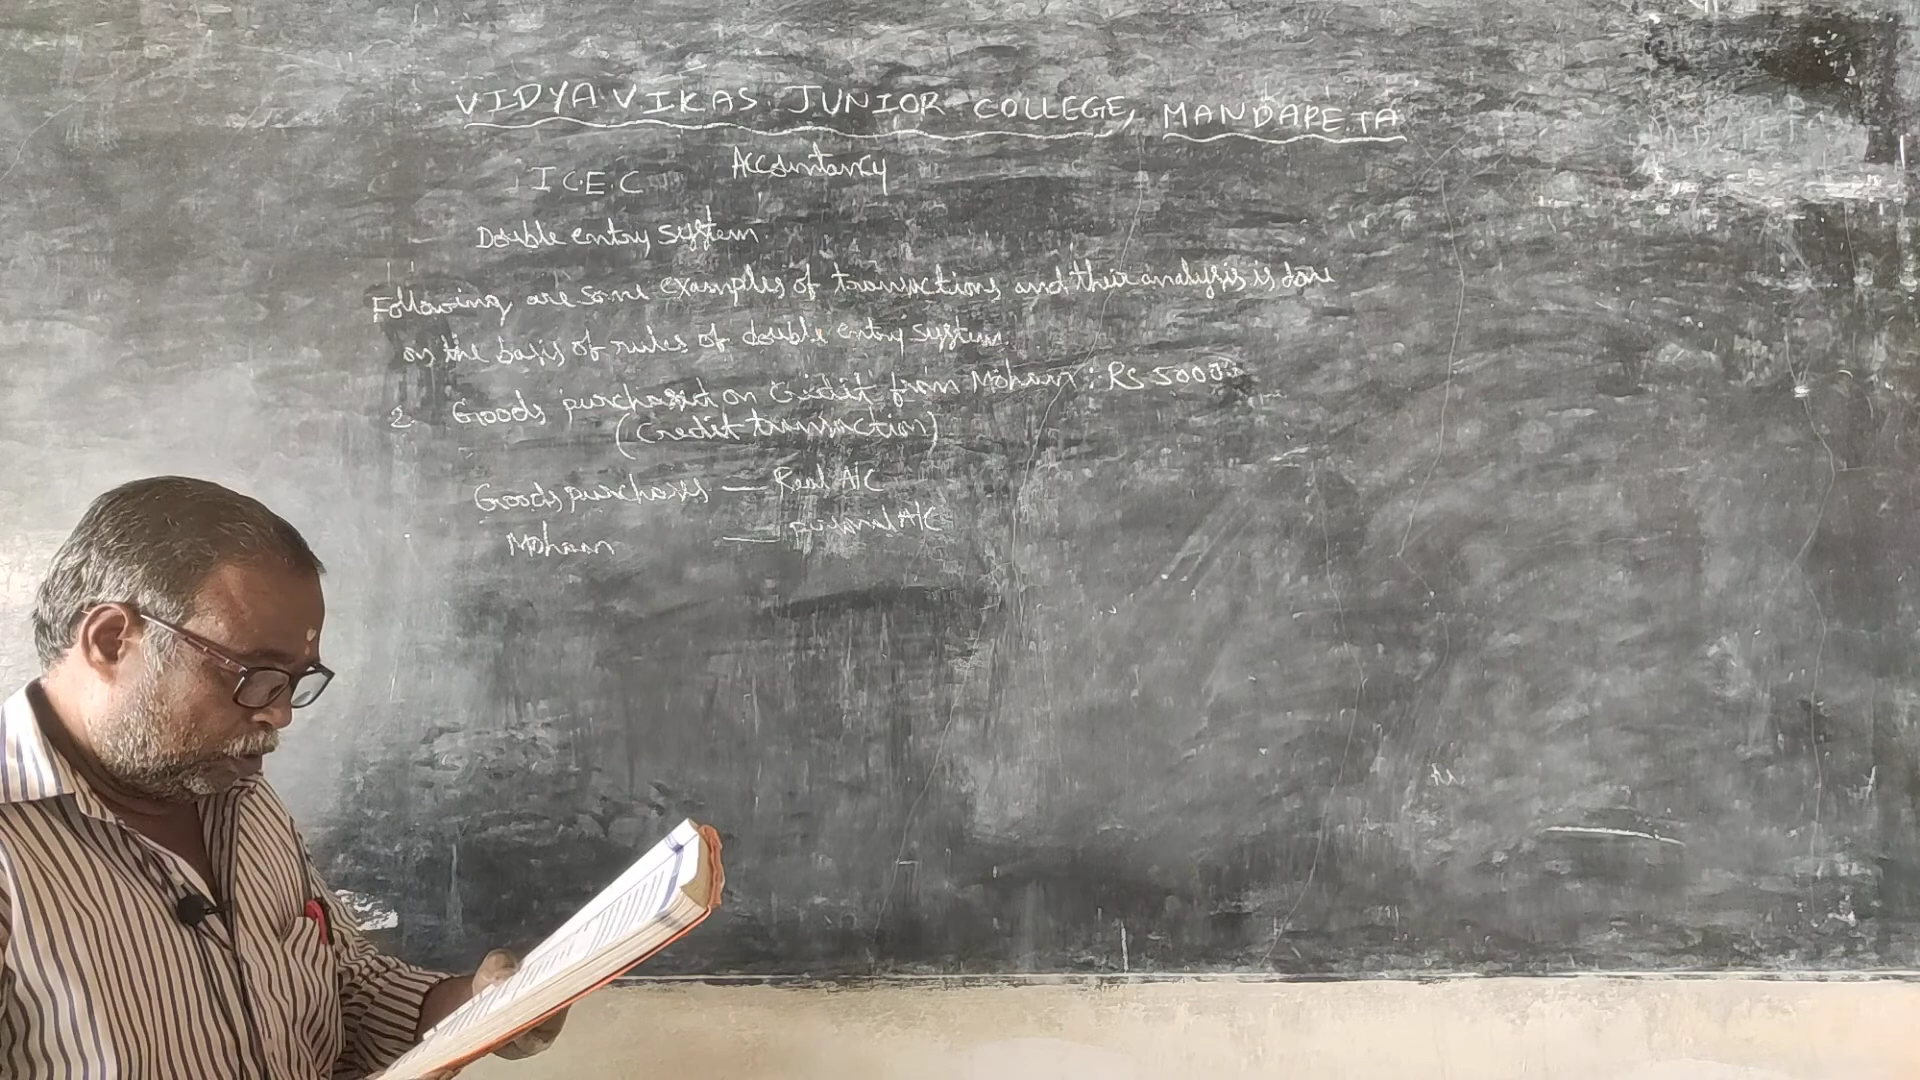 VIDYA.VIKAS. JUNIOR COLLEGE, MANDAPETA
I C.E.C Accountancy
Double entry system
Following are some examples of transactions and their analysis is done
on the basis of rules of double entry system.
2. Goods purchased on credit from Mohan: Rs 5000
(Credit transaction)
Goods purchases — Real A/C
Mohan — personal A/C